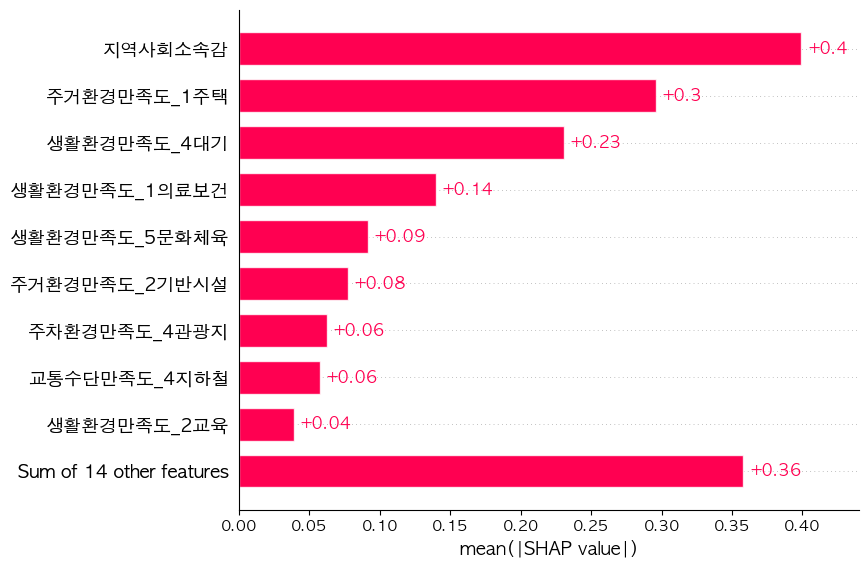 지역사회소속감 +0.4
주거환경만족도_1주택 +0.3
생활환경만족도_4대기 +0.23
생활환경만족도_1의료보건 +0.14
생활환경만족도_5문화체육 +0.09
주거환경만족도_2기반시설 +0.08
주차환경만족도_4관광지 +0.06
교통수단만족도_4지하철 +0.06
생활환경만족도_2교육 +0.04
Sum of 14 other features +0.36
0.00 0.05 0.10 0.15 0.20 0.25 0.30 0.35 0.40
mean(|SHAP value|)